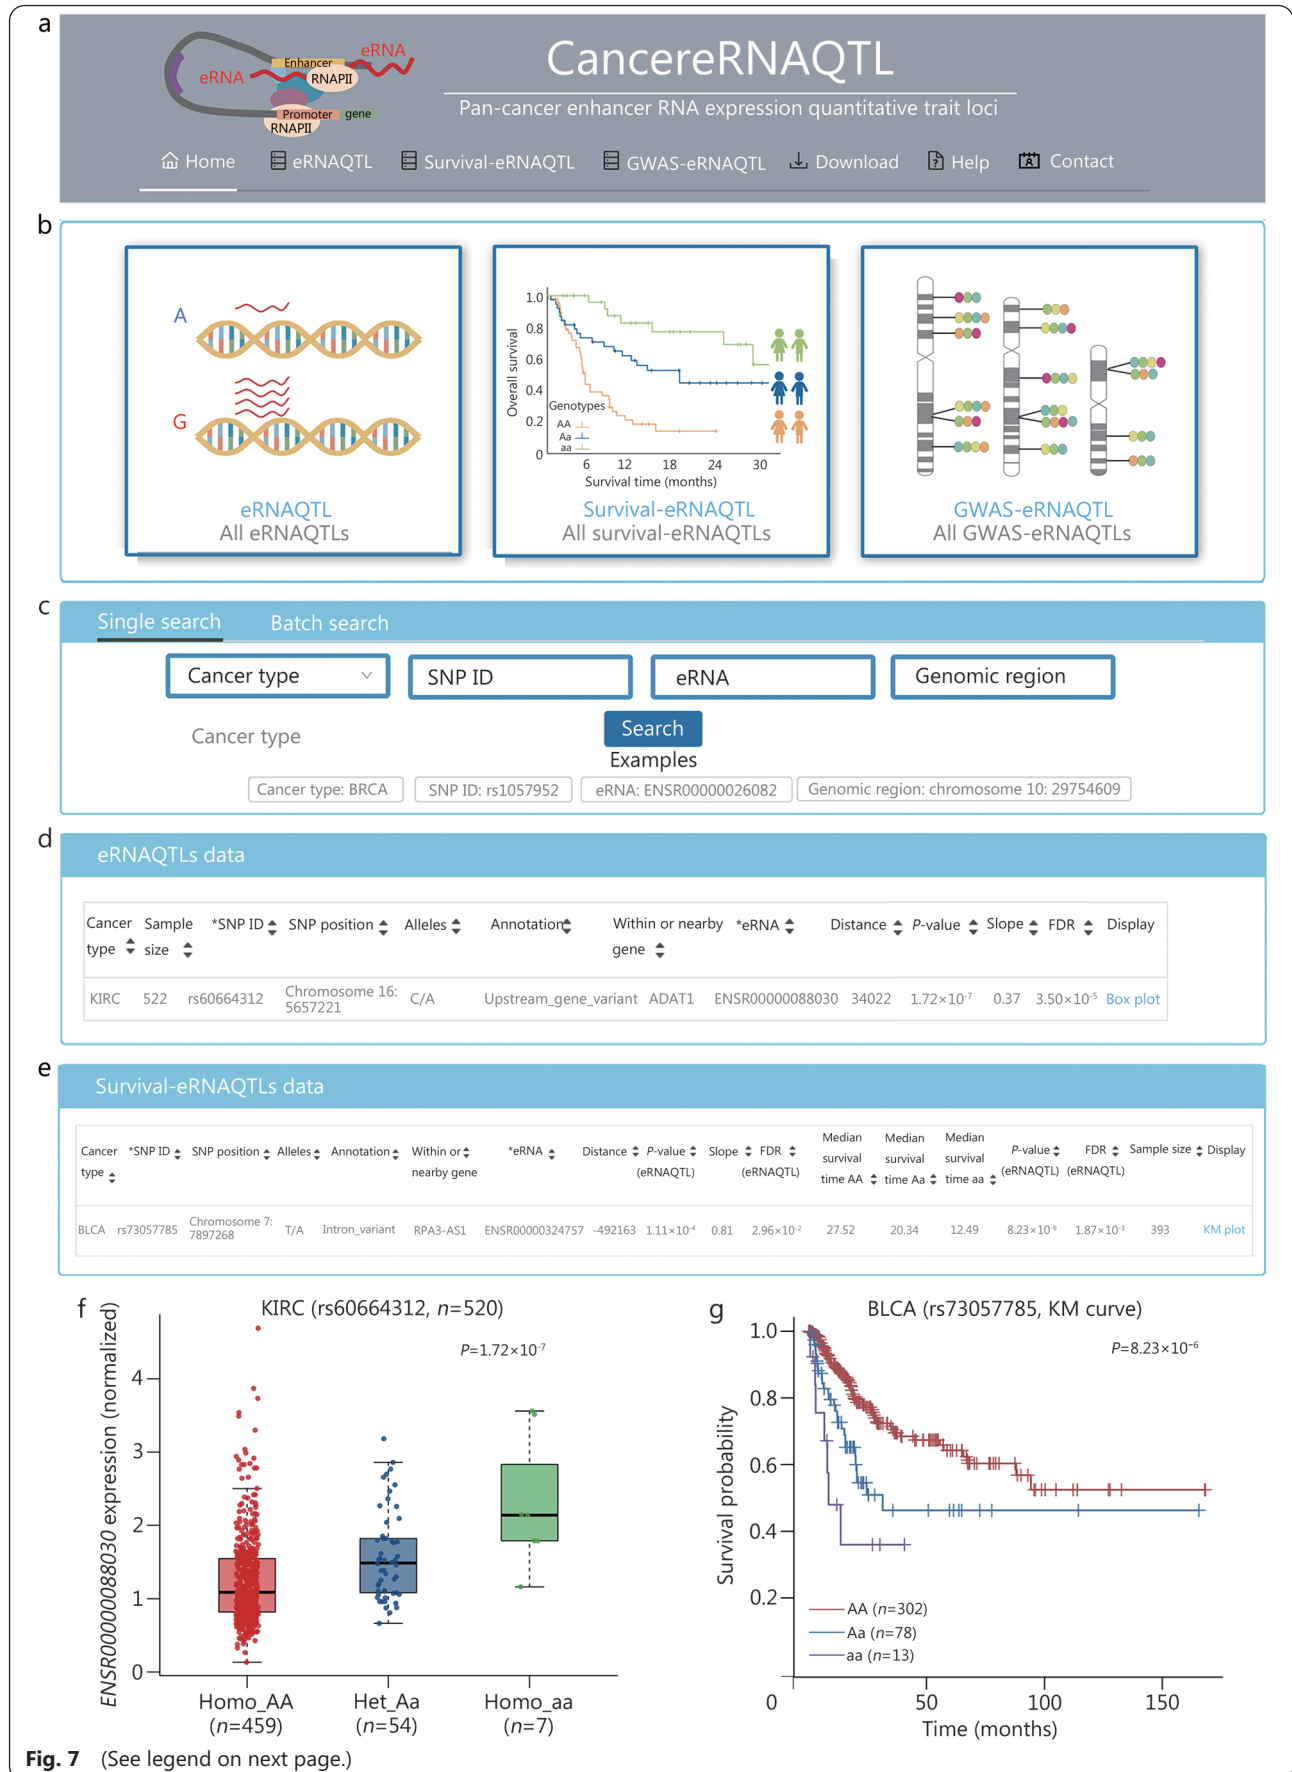 a
eRNA
Enhancer
eRNA
RNAPII
Promoter gene
RNAPII
CancereRNAQTL
Pan-cancer enhancer RNA expression quantitative trait loci
Home eRNAQTL Survival-eRNAQTL GWAS-eRNAQTL Download Help Contact
b
A
G
eRNAQTL
All eRNAQTLs
Overall survival
1.0
0.8
0.6
0.4
0.2
0
Genotypes
AA
Aa
aa
6 12 18 24 30
Survival time (months)
Survival-eRNAQTL
All survival-eRNAQTLs
GWAS-eRNAQTL
All GWAS-eRNAQTLs
c
Single search Batch search
Cancer type SNP ID eRNA Genomic region
Cancer type
Search
Examples
Cancer type: BRCA SNP ID: rs1057952 eRNA: ENSR00000026082 Genomic region: chromosome 10: 29754609
d
eRNAQTLs data
Cancer type Sample size *SNP ID SNP position Alleles Annotation Within or nearby gene *eRNA Distance P-value Slope FDR Display
KIRC 522 rs60664312 Chromosome 16: 5657221 C/A Upstream_gene_variant ADAT1 ENSR00000088030 34022 1.72×10⁻⁷ 0.37 3.50×10⁻⁵ Box plot
e
Survival-eRNAQTLs data
Cancer type *SNP ID SNP position Alleles Annotation Within or nearby gene *eRNA Distance P-value (eRNAQTL) Slope FDR (eRNAQTL) Median survival time AA Median survival time Aa Median survival time aa P-value (eRNAQTL) FDR (eRNAQTL) Sample size Display
BLCA rs73057785 Chromosome 7: 7897268 T/A Intron_variant RPA3-AS1 ENSR00000324757 -492163 1.11×10⁻⁴ 0.81 2.96×10⁻² 27.52 20.34 12.49 8.23×10⁻⁶ 1.87×10⁻³ 393 KM plot
f
KIRC (rs60664312, n=520)
P=1.72×10⁻⁷
ENSR00000088030 expression (normalized)
4
3
2
1
0
Homo_AA Het_Aa Homo_aa
(n=459) (n=54) (n=7)
g
BLCA (rs73057785, KM curve)
P=8.23×10⁻⁶
Survival probability
1.0
0.8
0.6
0.4
0.2
AA (n=302)
Aa (n=78)
aa (n=13)
0 50 100 150
Time (months)
Fig. 7 (See legend on next page.)